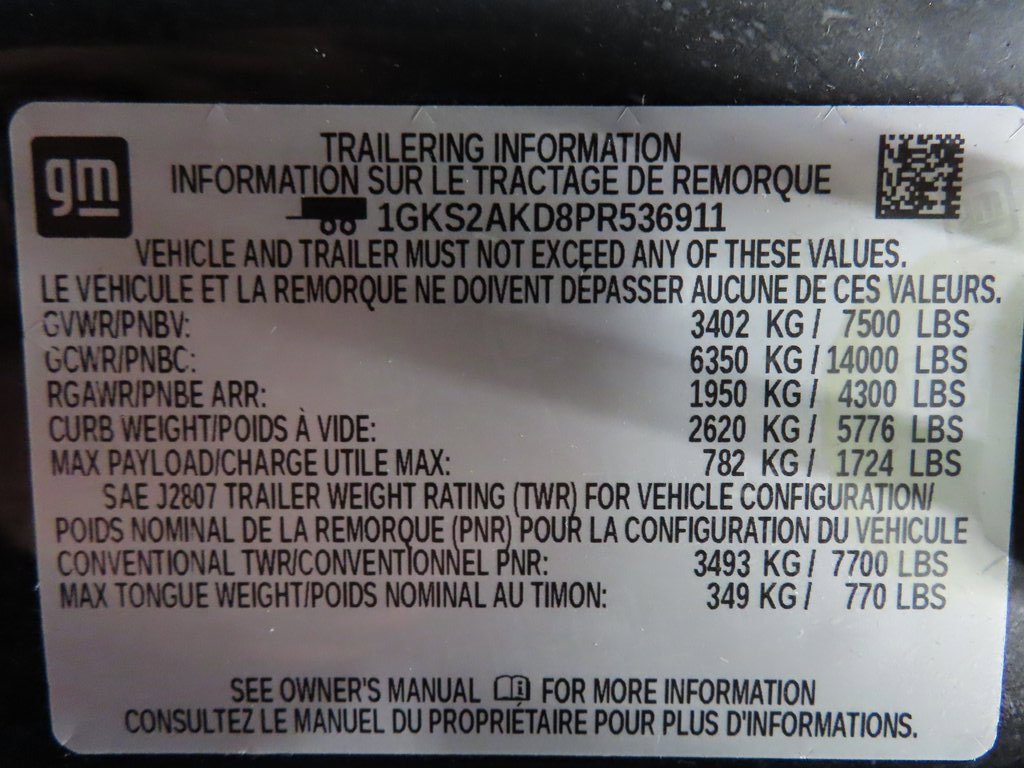 gm
TRAILERING INFORMATION
INFORMATION SUR LE TRACTAGE DE REMORQUE
1GKS2AKD8PR536911
VEHICLE AND TRAILER MUST NOT EXCEED ANY OF THESE VALUES.
LE VÉHICULE ET LA REMORQUE NE DOIVENT DÉPASSER AUCUNE DE CES VALEURS.
GVWR/PNBV: 3402 KG / 7500 LBS
GCWR/PNBC: 6350 KG / 14000 LBS
RGAWR/PNBE ARR: 1950 KG / 4300 LBS
CURB WEIGHT/POIDS À VIDE: 2620 KG / 5776 LBS
MAX PAYLOAD/CHARGE UTILE MAX: 782 KG / 1724 LBS
SAE J2807 TRAILER WEIGHT RATING (TWR) FOR VEHICLE CONFIGURATION/
POIDS NOMINAL DE LA REMORQUE (PNR) POUR LA CONFIGURATION DU VÉHICULE
CONVENTIONAL TWR/CONVENTIONNEL PNR: 3493 KG / 7700 LBS
MAX TONGUE WEIGHT/POIDS NOMINAL AU TIMON: 349 KG / 770 LBS
SEE OWNER'S MANUAL FOR MORE INFORMATION
CONSULTEZ LE MANUEL DU PROPRIÉTAIRE POUR PLUS D'INFORMATIONS.